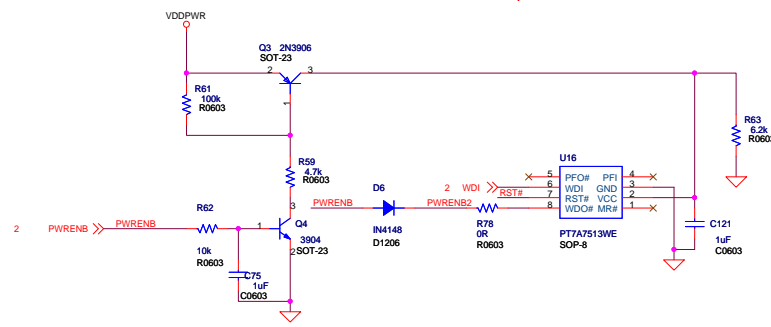 VDDPWR
Q3 2N3906
SOT-23
2
3
1
R61
100k
R0603
R63
6.2k
R0603
R59
4.7k
R0603
U16
D6
2 WDI
RST#
5 PFO# PFI 4
6 WDI GND 3
7 RST# VCC 2
8 WDO# MR# 1
2 PWRENB
PWRENB
R62
10k
R0603
1
3
Q4
3904
SOT-23
2
PWRENB
IN4148
D1206
PWRENB2
R78
0R
R0603
PT7A7513WE
SOP-8
C121
1uF
C0603
C75
1uF
C0603